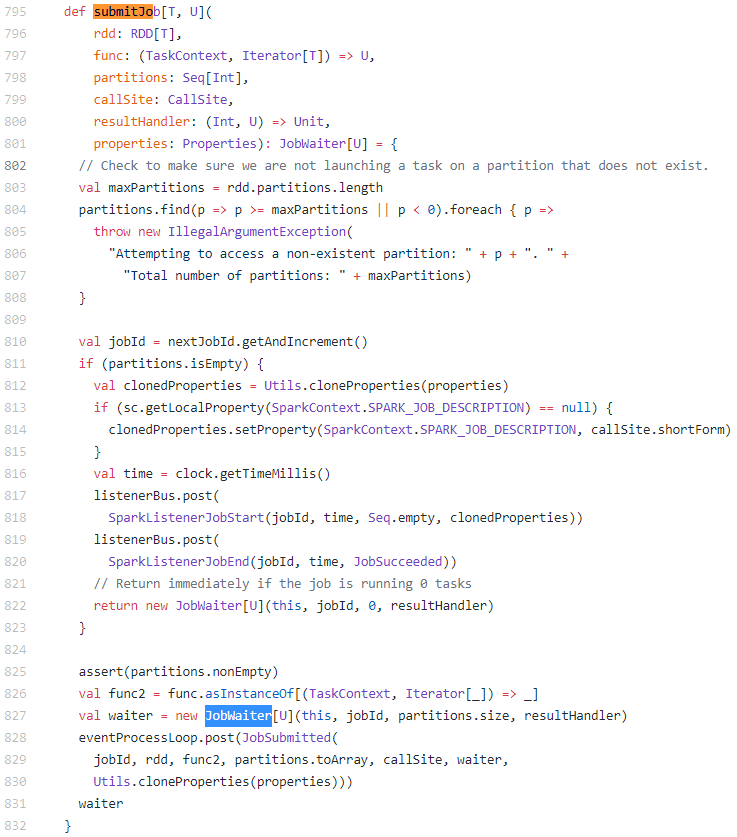 795 def submitJob[T, U](
796 rdd: RDD[T],
797 func: (TaskContext, Iterator[T]) => U,
798 partitions: Seq[Int],
799 callSite: CallSite,
800 resultHandler: (Int, U) => Unit,
801 properties: Properties): JobWaiter[U] = {
802 // Check to make sure we are not launching a task on a partition that does not exist.
803 val maxPartitions = rdd.partitions.length
804 partitions.find(p => p >= maxPartitions || p < 0).foreach { p =>
805 throw new IllegalArgumentException(
806 "Attempting to access a non-existent partition: " + p + ". " +
807 "Total number of partitions: " + maxPartitions)
808 }
809
810 val jobId = nextJobId.getAndIncrement()
811 if (partitions.isEmpty) {
812 val clonedProperties = Utils.cloneProperties(properties)
813 if (sc.getLocalProperty(SparkContext.SPARK_JOB_DESCRIPTION) == null) {
814 clonedProperties.setProperty(SparkContext.SPARK_JOB_DESCRIPTION, callSite.shortForm)
815 }
816 val time = clock.getTimeMillis()
817 listenerBus.post(
818 SparkListenerJobStart(jobId, time, Seq.empty, clonedProperties))
819 listenerBus.post(
820 SparkListenerJobEnd(jobId, time, JobSucceeded))
821 // Return immediately if the job is running 0 tasks
822 return new JobWaiter[U](this, jobId, 0, resultHandler)
823 }
824
825 assert(partitions.nonEmpty)
826 val func2 = func.asInstanceOf[(TaskContext, Iterator[_]) => _]
827 val waiter = new JobWaiter[U](this, jobId, partitions.size, resultHandler)
828 eventProcessLoop.post(JobSubmitted(
829 jobId, rdd, func2, partitions.toArray, callSite, waiter,
830 Utils.cloneProperties(properties)))
831 waiter
832 }